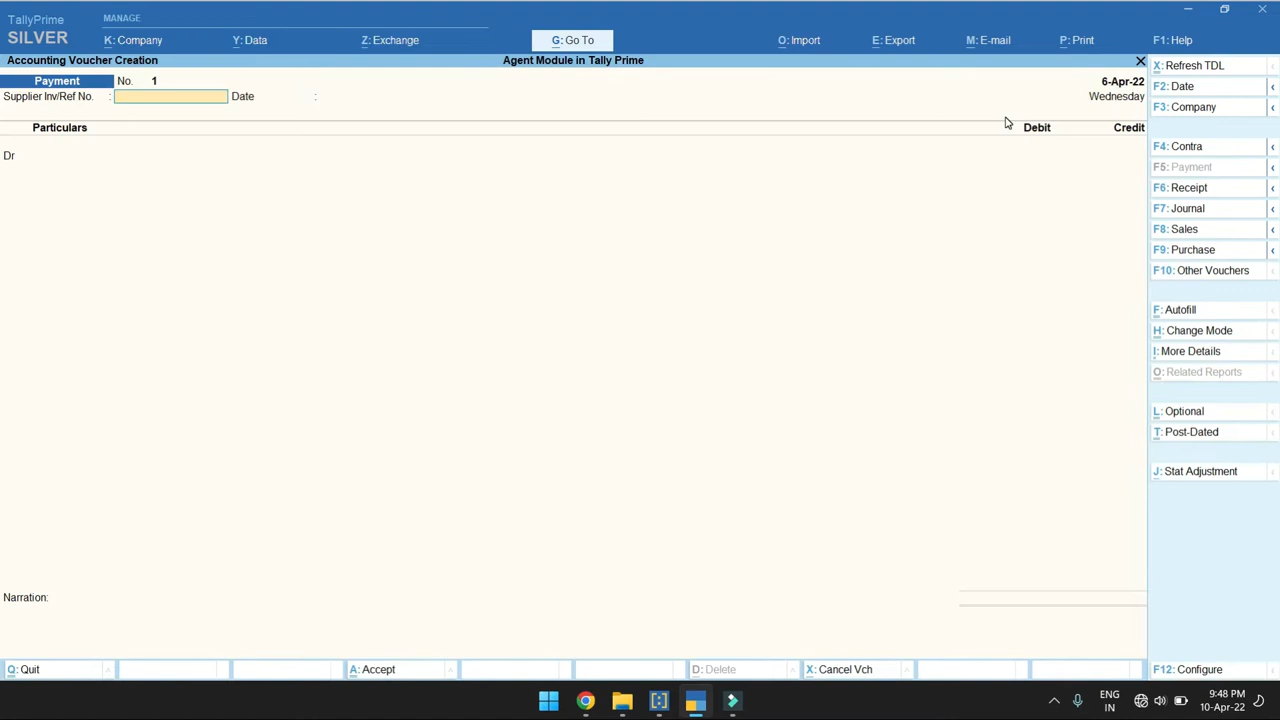 TallyPrime
SILVER
MANAGE
K: Company
Y: Data
Z: Exchange
G: Go To
O: Import
E: Export
M: E-mail
P: Print
F1: Help
Accounting Voucher Creation
Agent Module in Tally Prime
Payment No. 1
6-Apr-22
Supplier Inv/Ref No. : Date :
Wednesday
Particulars Debit Credit
Dr
Narration:
X: Refresh TDL
F2: Date
F3: Company
F4: Contra
F5: Payment
F6: Receipt
F7: Journal
F8: Sales
F9: Purchase
F10: Other Vouchers
F: Autofill
H: Change Mode
I: More Details
O: Related Reports
L: Optional
T: Post-Dated
J: Stat Adjustment
Q: Quit
A: Accept
D: Delete
X: Cancel Vch
F12: Configure
ENG
IN
9:48 PM
10-Apr-22